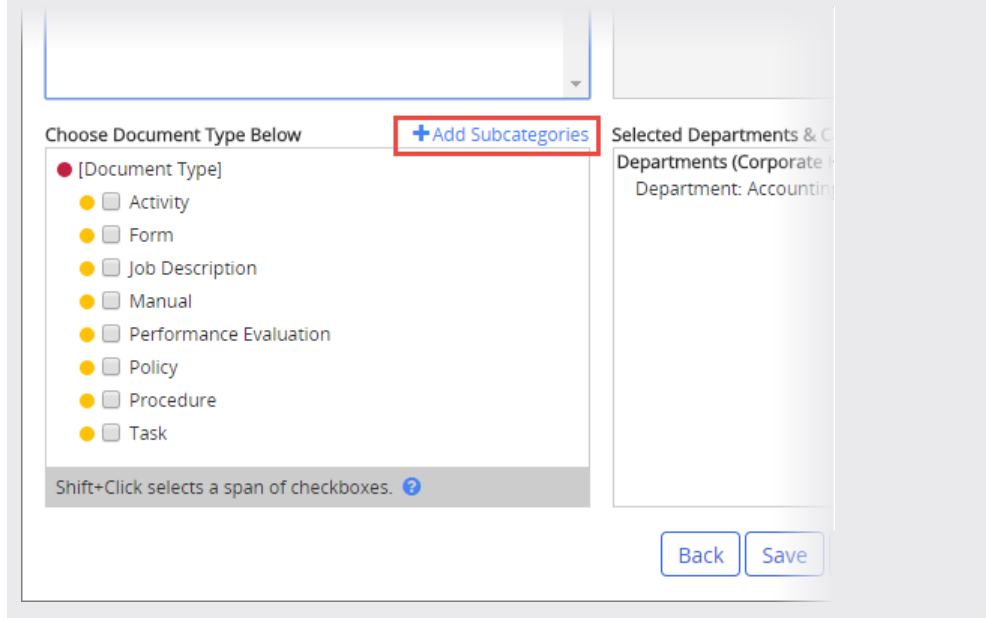 Choose Document Type Below
Add Subcategories
[Document Type]
Activity
Form
Job Description
Manual
Performance Evaluation
Policy
Procedure
Task
Shift+Click selects a span of checkboxes. ?
Selected Departments & C
Departments (Corporate
Department: Accounting
Back
Save